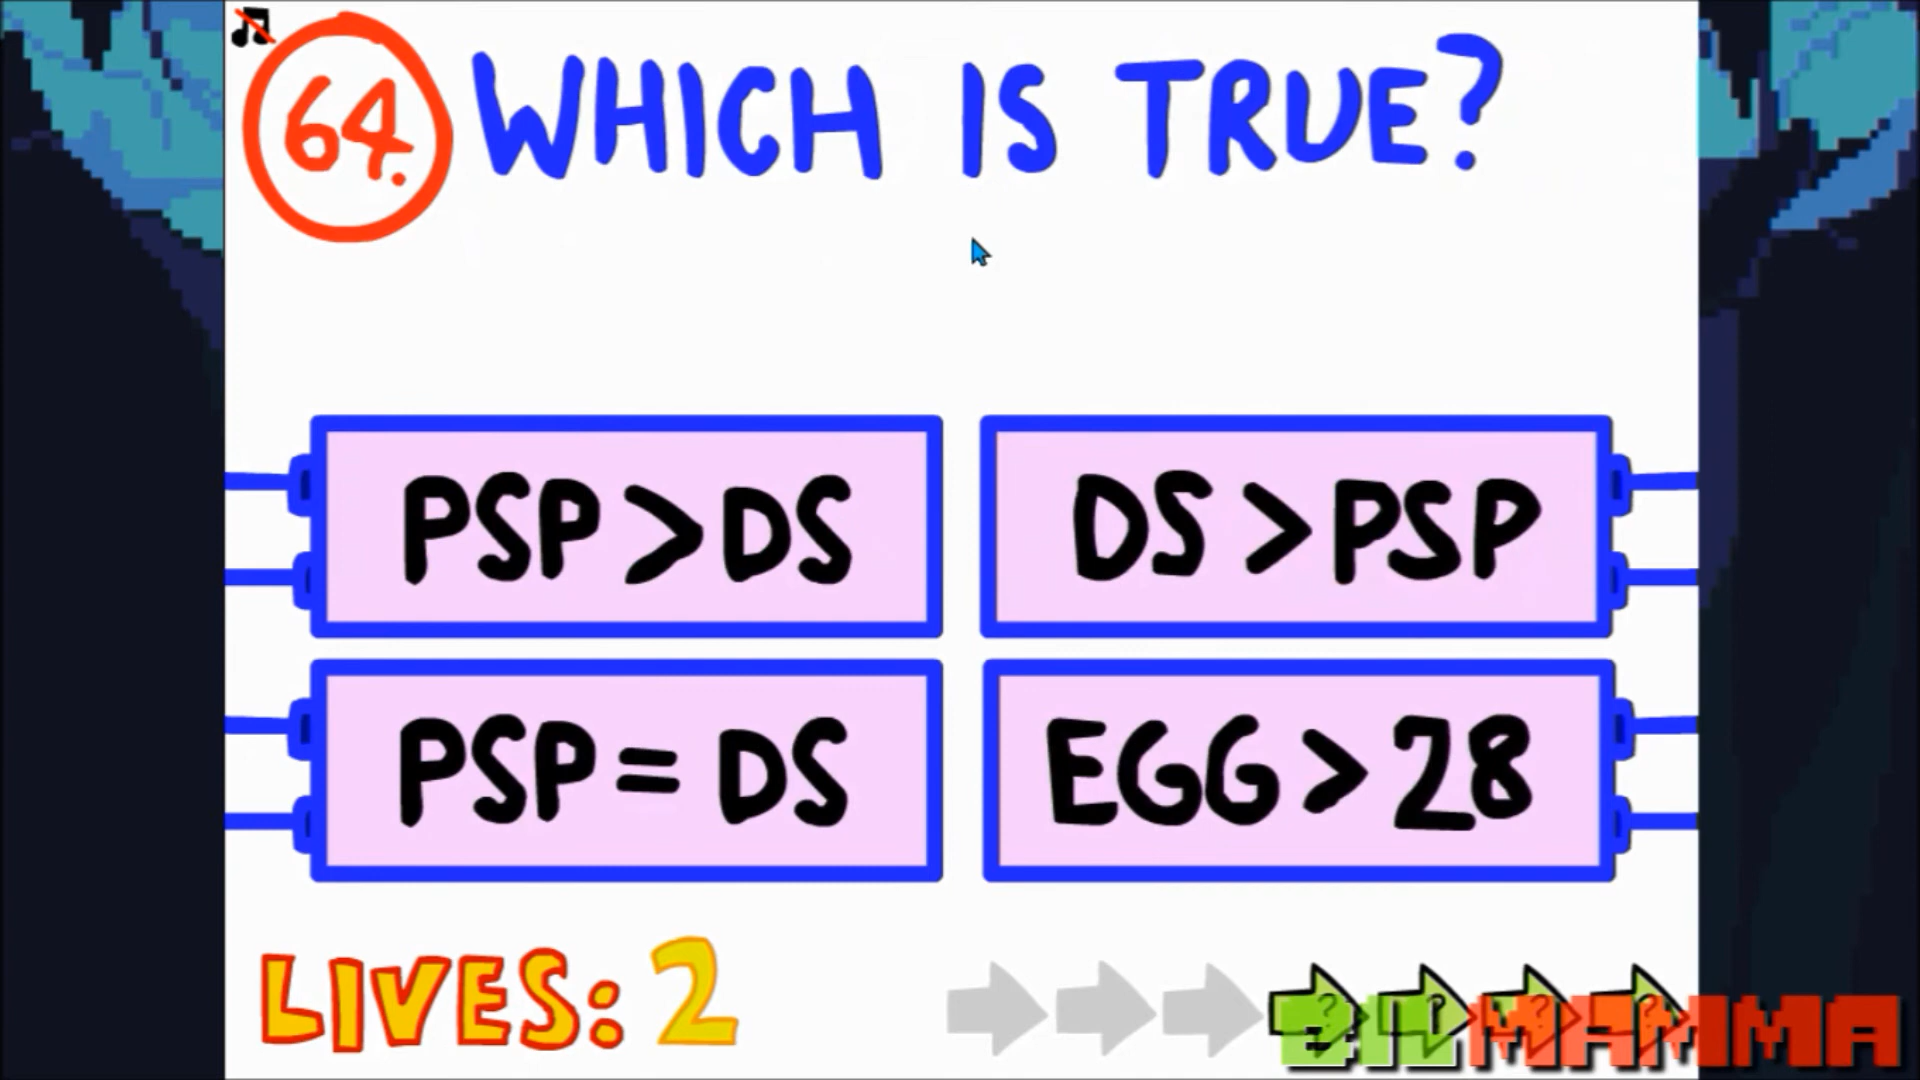 64. WHICH IS TRUE?
PSP>DS
DS>PSP
PSP=DS
EGG>28
LIVES: 2
? ? ? ?